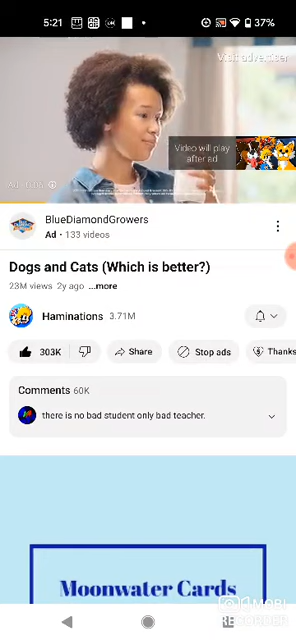 5:21
37%
Visit advertiser
Video will play
after ad
BlueDiamondGrowers
Ad • 133 videos
Dogs and Cats (Which is better?)
23M views 2y ago ...more
Haminations 3.71M
303K
Share
Stop ads
Thanks
Comments 60K
there is no bad student only bad teacher.
Moonwater Cards
MOBI
RECORDER